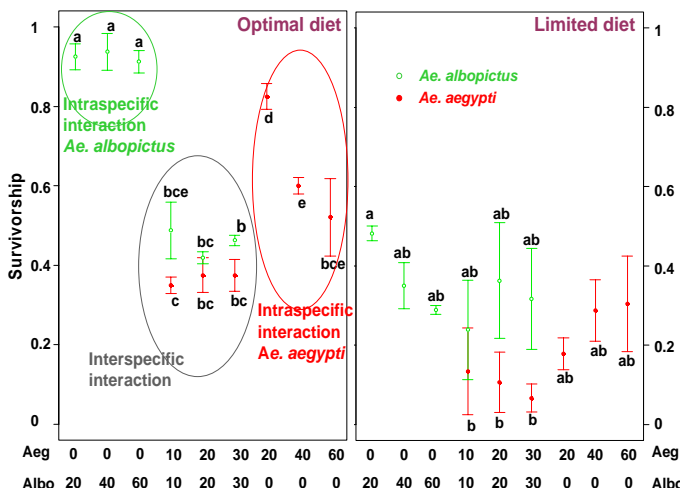 Optimal diet
Limited diet
Survivorship
1
0.8
0.6
0.4
0.2
0
a a a
Intraspecific
interaction
Ae. albopictus
d
e
bce
bce
bc
b
c
bc
bc
Interspecific
interaction
Intraspecific
interaction
Ae. aegypti
Ae. albopictus
Ae. aegypti
a
ab
ab
ab
ab
ab
b
b
b
ab
ab
ab
1
0.8
0.6
0.4
0.2
0
Aeg 0 0 0 10 20 30 20 40 60 0 0 0 10 20 30 20 40 60 Aeg
Albo 20 40 60 10 20 30 0 0 0 20 40 60 10 20 30 0 0 0 Albo